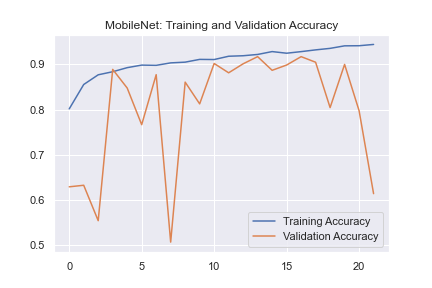 MobileNet: Training and Validation Accuracy
0.9
0.8
0.7
0.6
0.5
0 5 10 15 20
Training Accuracy
Validation Accuracy